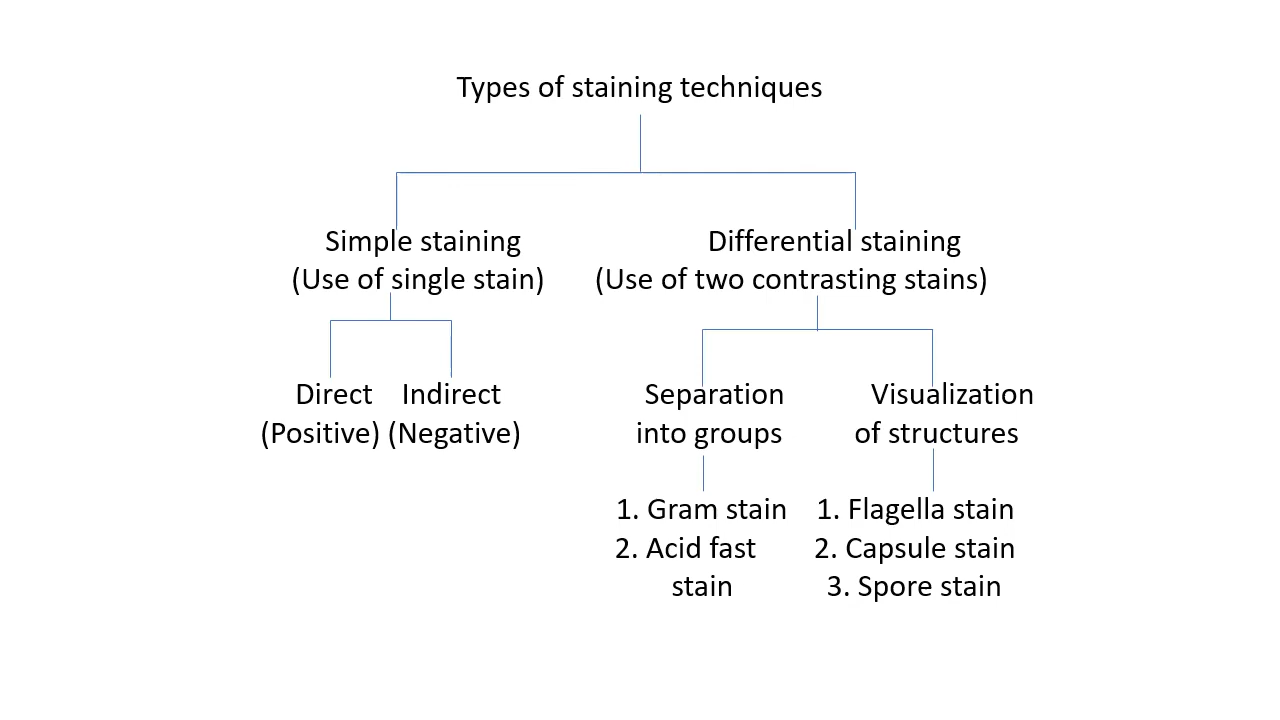 Types of staining techniques
Simple staining
(Use of single stain)
Differential staining
(Use of two contrasting stains)
Direct
(Positive)
Indirect
(Negative)
Separation
into groups
Visualization
of structures
1. Gram stain
2. Acid fast
stain
1. Flagella stain
2. Capsule stain
3. Spore stain